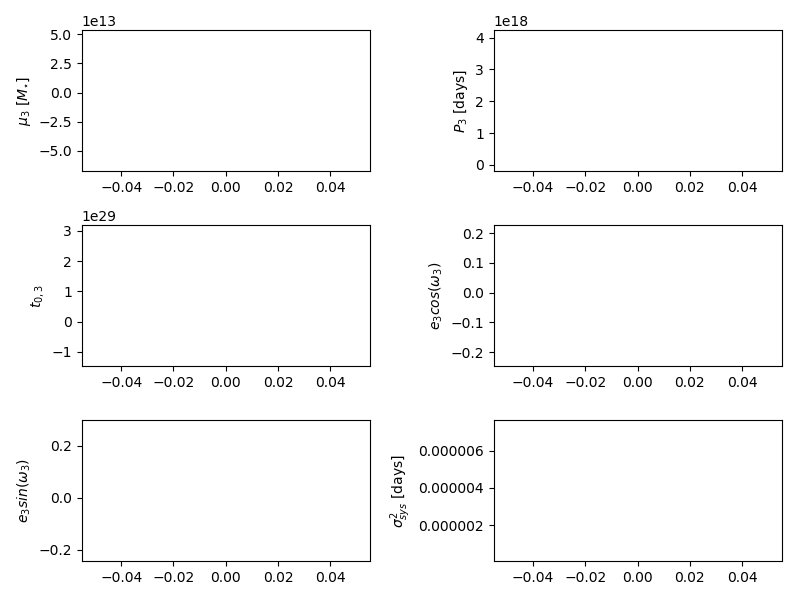 1e13
μ₃ [M⋆]
5.0
2.5
0.0
−2.5
−5.0
−0.04 −0.02 0.00 0.02 0.04
1e18
P₃ [days]
4
3
2
1
0
−0.04 −0.02 0.00 0.02 0.04
1e29
t₀,₃
3
2
1
0
−1
−0.04 −0.02 0.00 0.02 0.04
e₃cos(ω₃)
0.2
0.1
0.0
−0.1
−0.2
−0.04 −0.02 0.00 0.02 0.04
e₃sin(ω₃)
0.2
0.0
−0.2
−0.04 −0.02 0.00 0.02 0.04
σ²sys [days]
0.000006
0.000004
0.000002
−0.04 −0.02 0.00 0.02 0.04